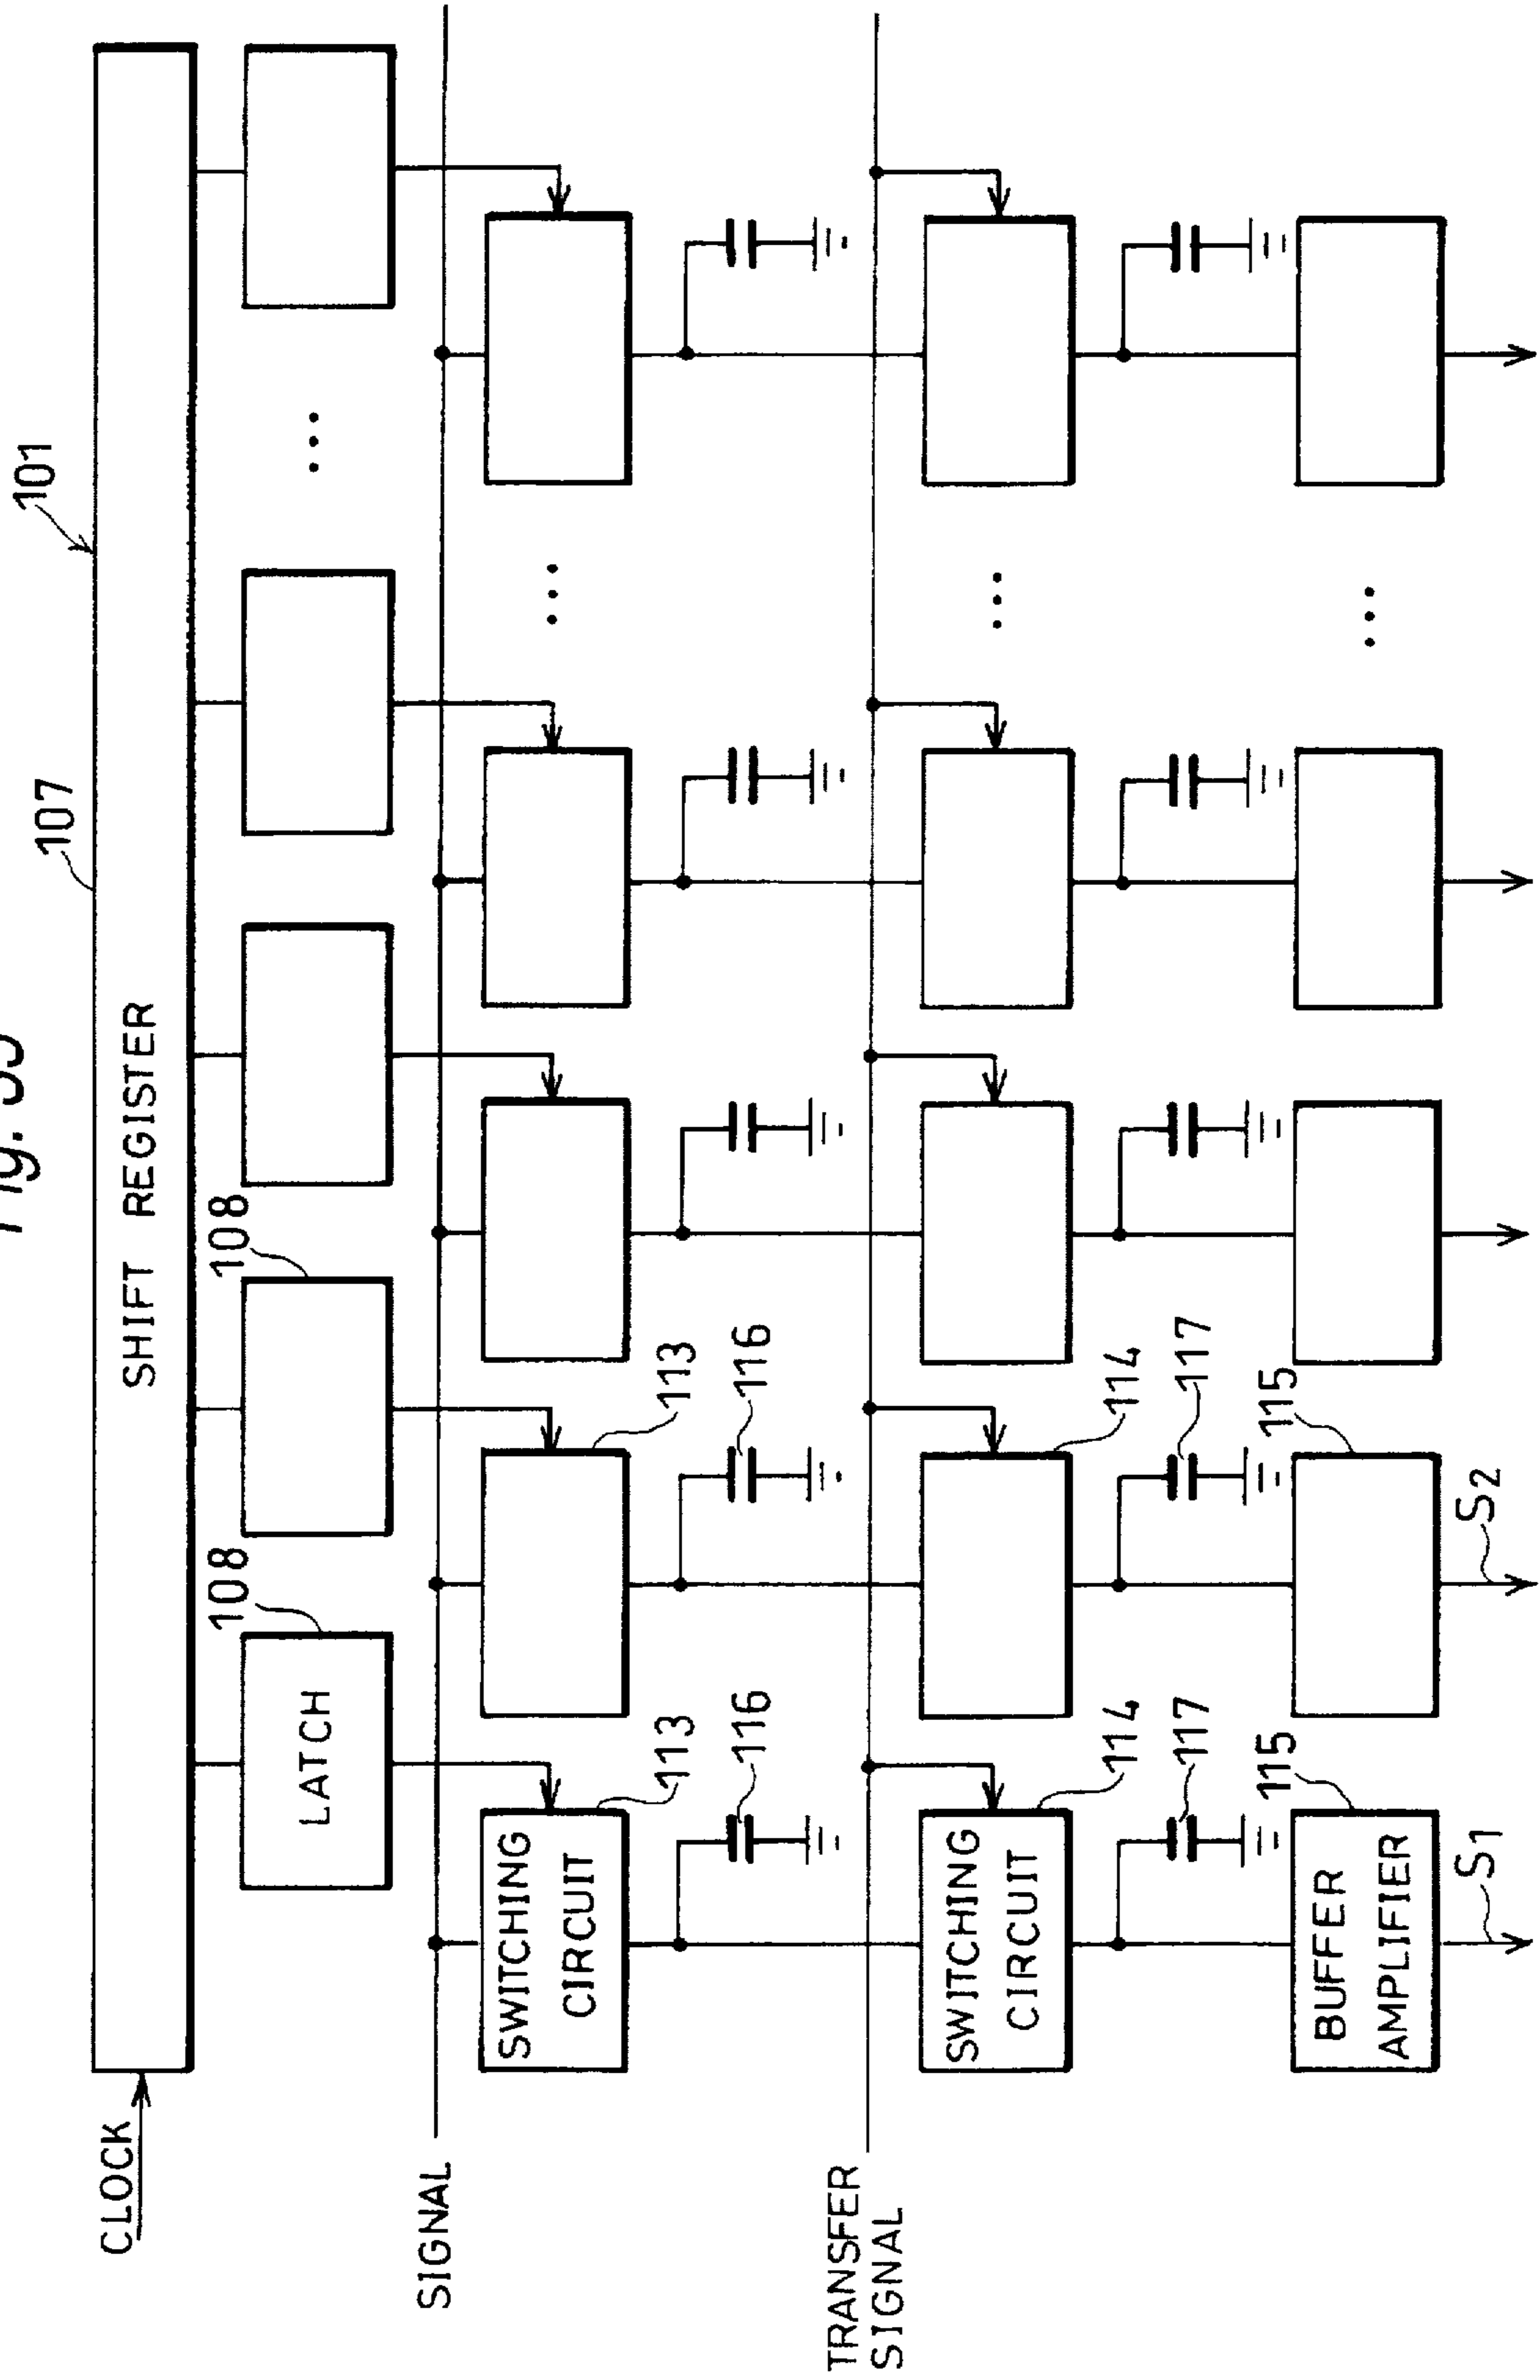 101
107
CLOCK
SHIFT REGISTER
108
108
LATCH
SIGNAL
113
113
SWITCHING
CIRCUIT
116
116
TRANSFER
SIGNAL
114
114
SWITCHING
CIRCUIT
117
117
115
115
BUFFER
AMPLIFIER
S1
S2